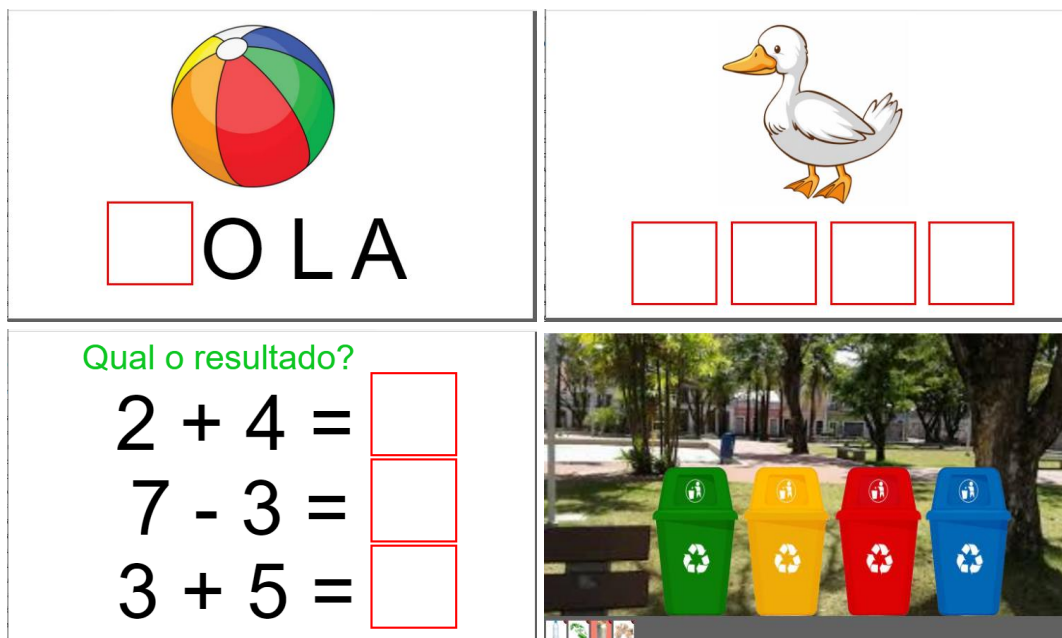 O L A
Qual o resultado?
2 + 4 =
7 - 3 =
3 + 5 =